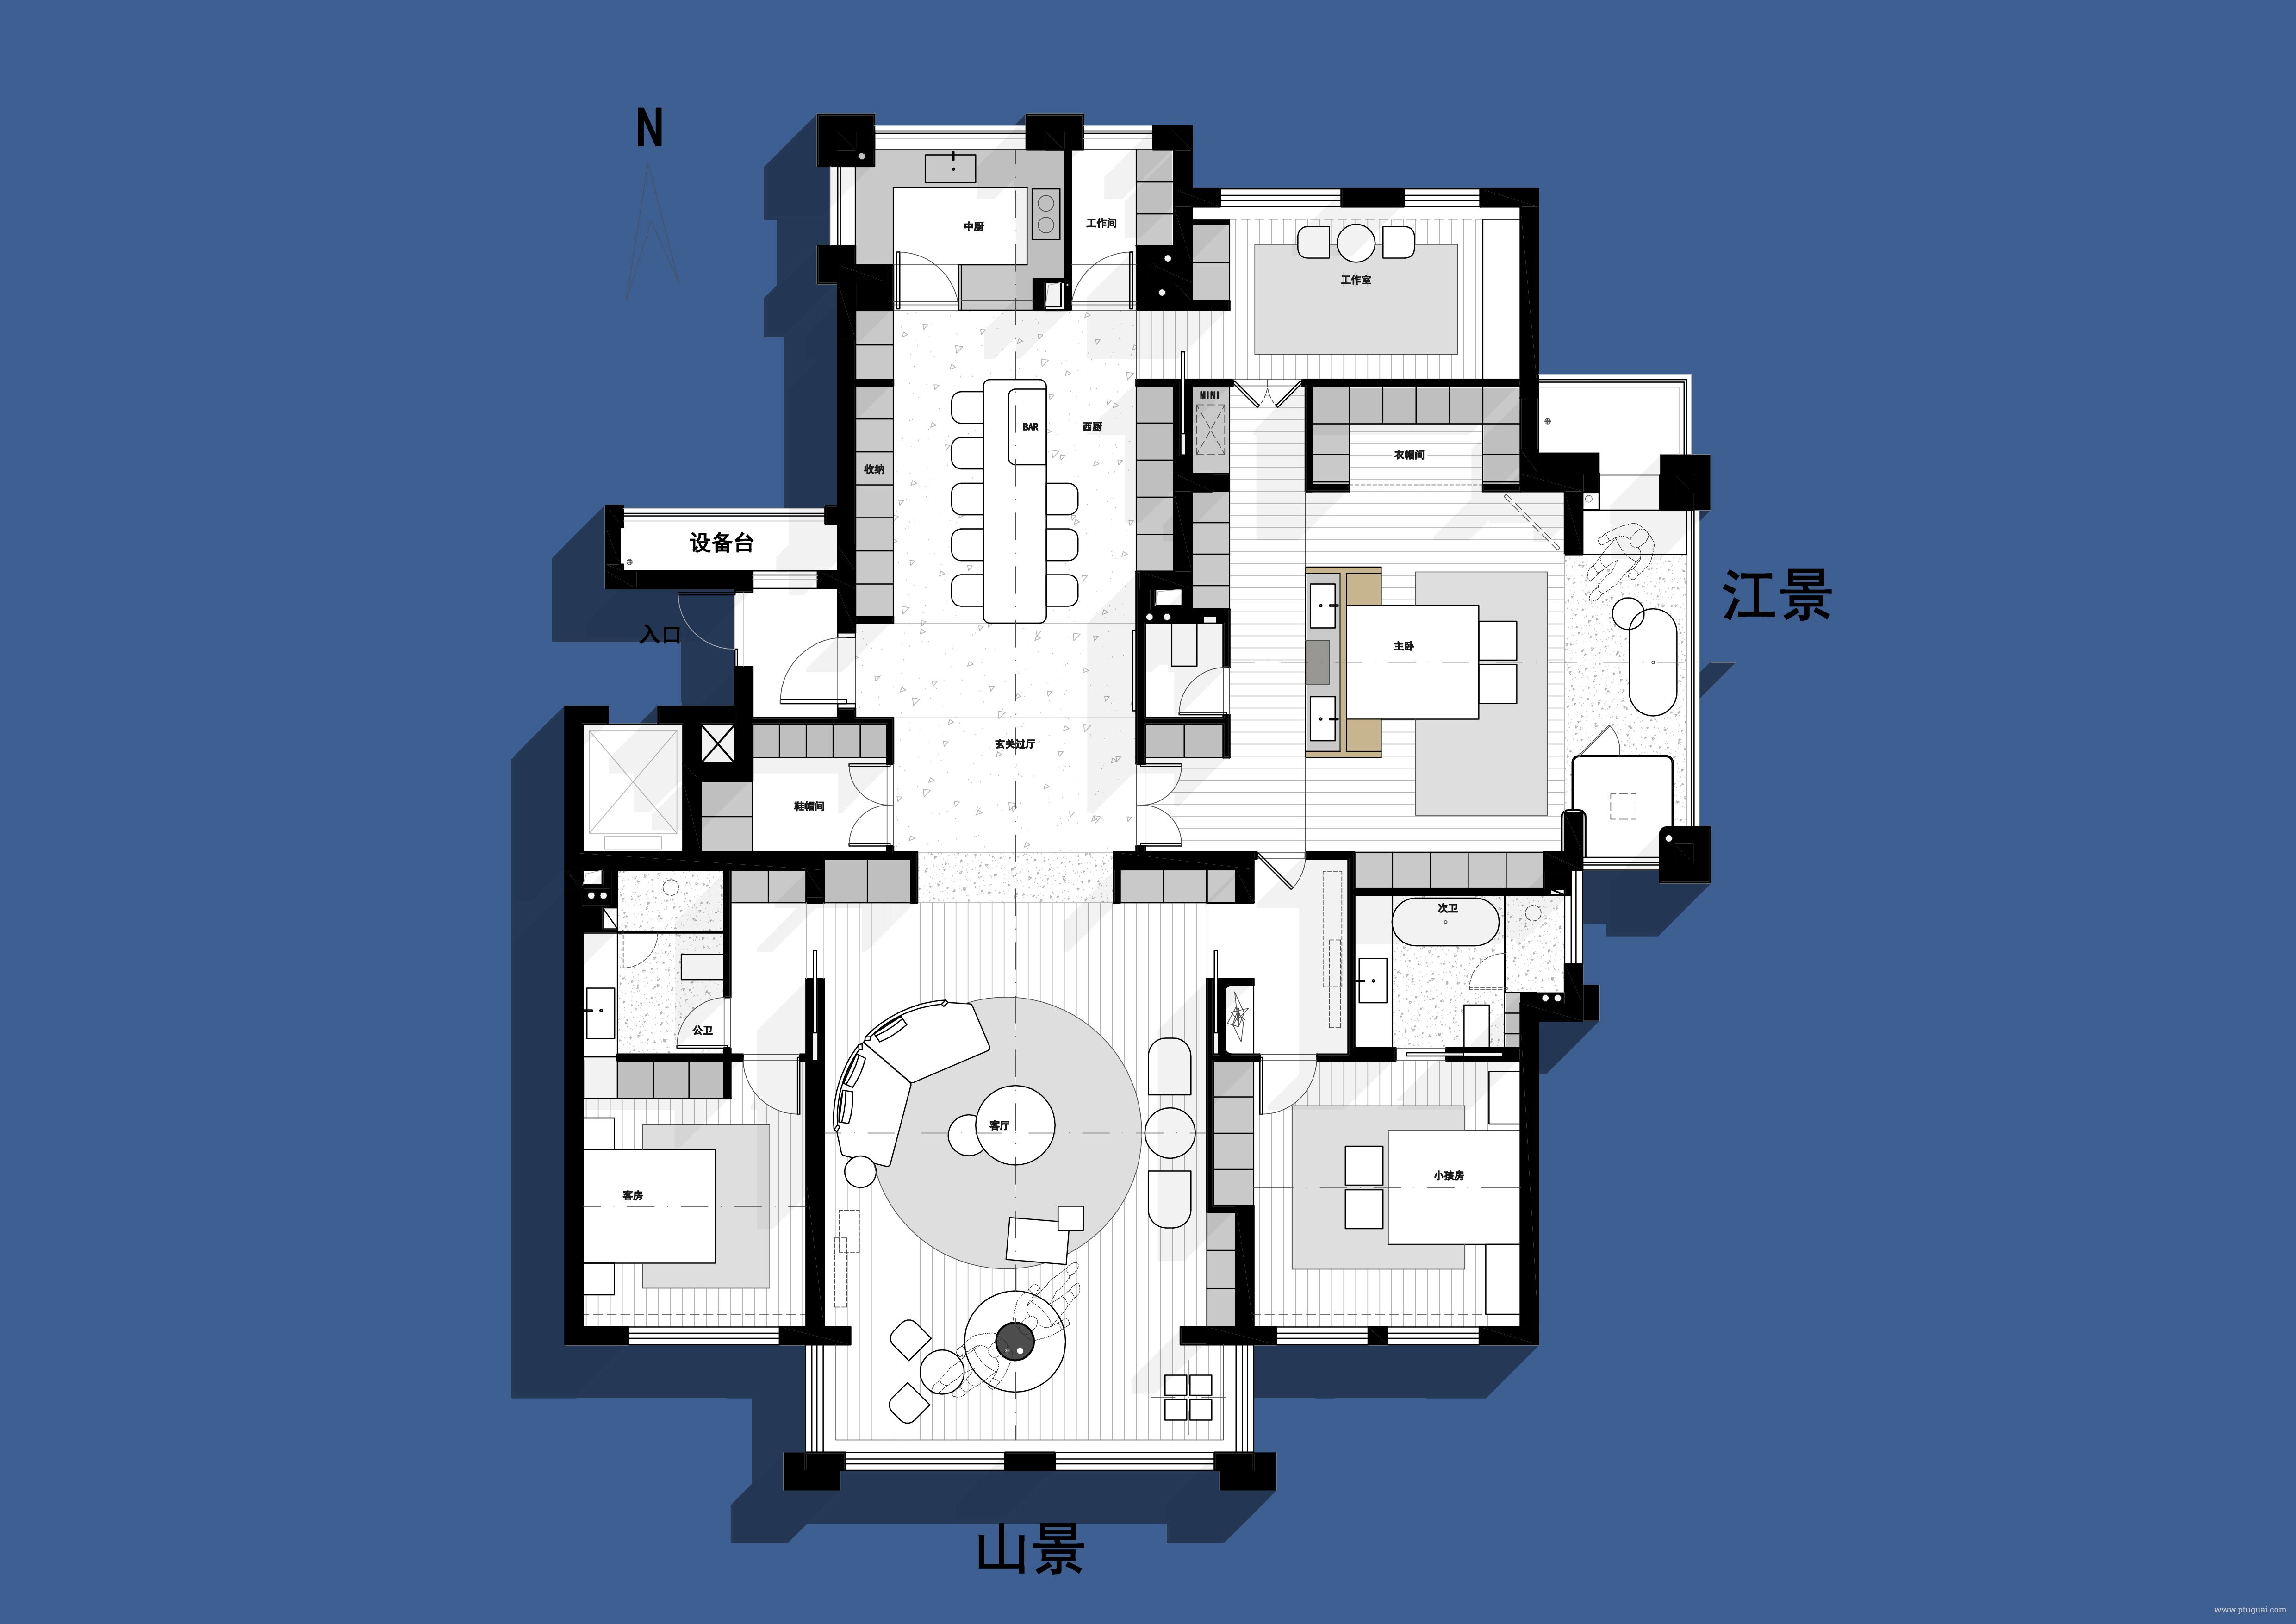 N
中厨
工作间
工作室
MINI
BAR
西厨
衣帽间
收纳
设备台
江景
入口
主卧
玄关过厅
鞋帽间
次卫
公卫
客厅
小孩房
客房
山景
www.ptuguai.com